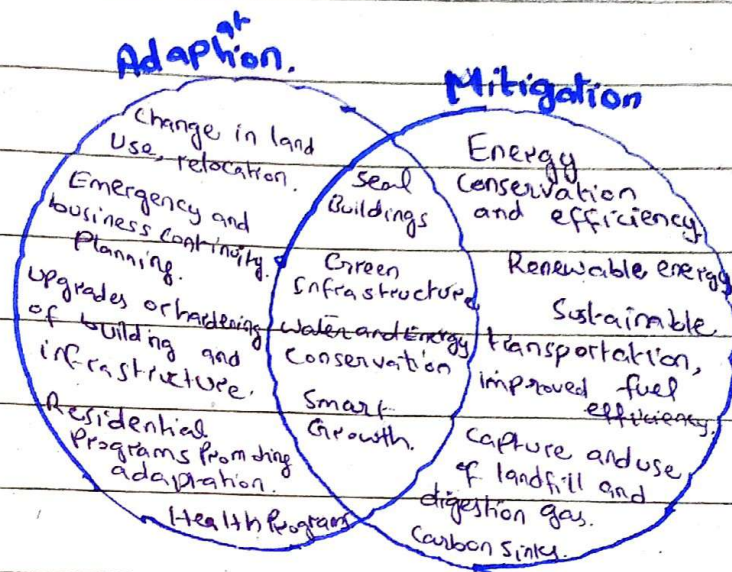 Adaption.
at
Mitigation
Change in land
Use, relocation.
Emergency and
business continuity.
Planning.
upgrades or hardening
of building and
infrastructure.
Residential
Programs Promoting
adaptation.
Health Programs
Seal
Buildings
Green
Infrastructure
Water and Energy
Conservation
Smart
Growth.
Energy
Conservation
and efficiency
Renewable energy
Sustainable
transportation,
improved fuel
efficiency.
Capture and use
of landfill and
digestion gas.
Carbon Sinks.